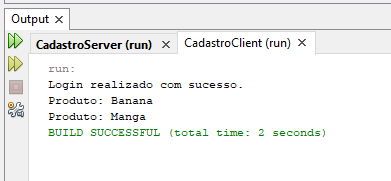 Output ×
CadastroServer (run) × CadastroClient (run) ×
run:
Login realizado com sucesso.
Produto: Banana
Produto: Manga
BUILD SUCCESSFUL (total time: 2 seconds)